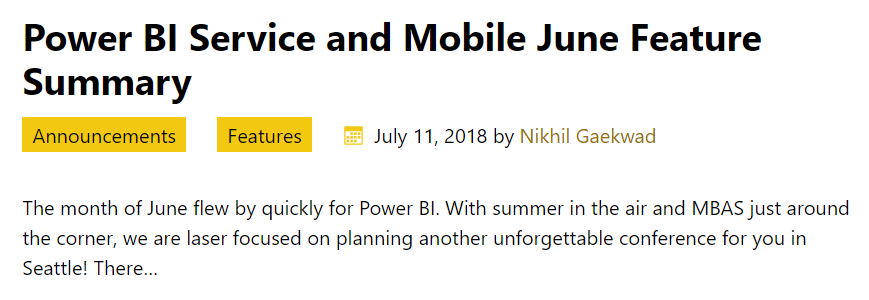 Power BI Service and Mobile June Feature
Summary
Announcements Features July 11, 2018 by Nikhil Gaekwad
The month of June flew by quickly for Power BI. With summer in the air and MBAS just around
the corner, we are laser focused on planning another unforgettable conference for you in
Seattle! There...